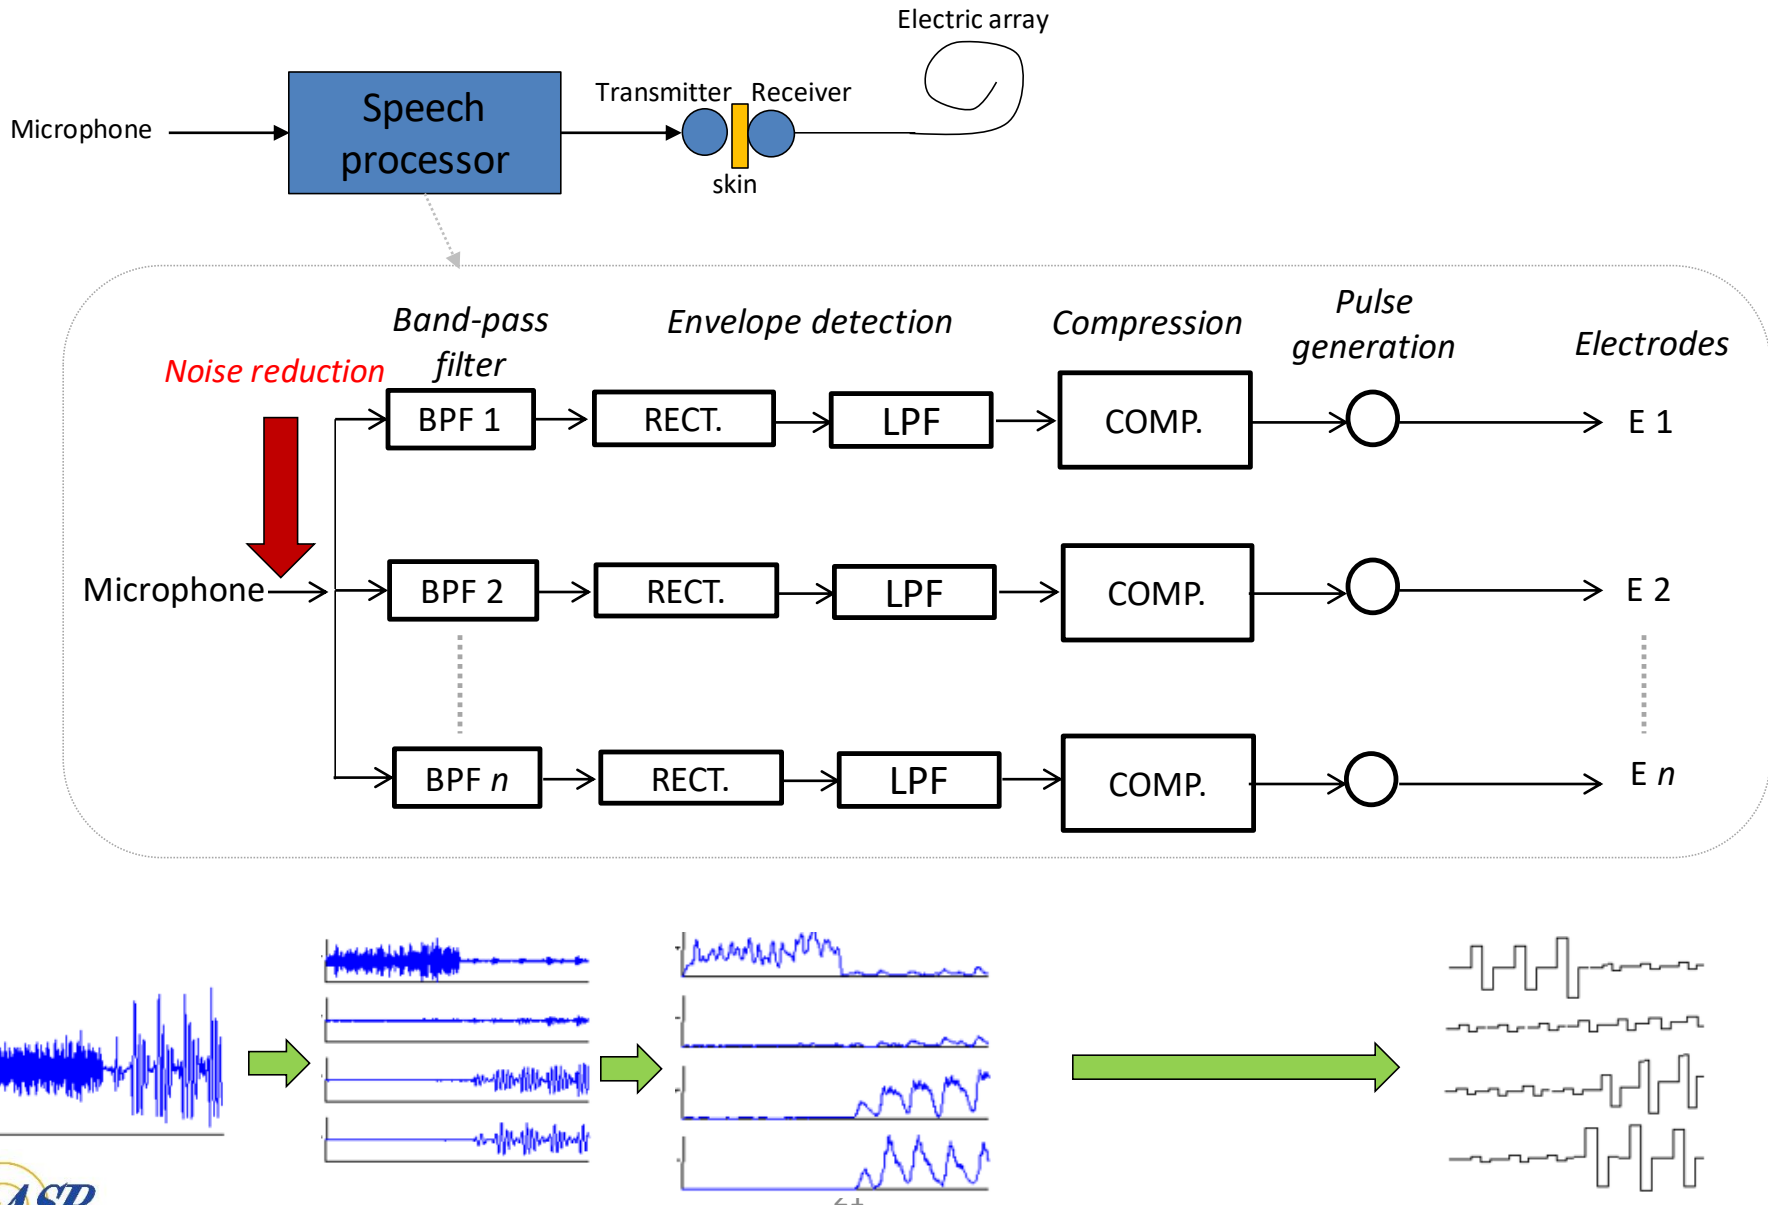 Electric array
Transmitter Receiver
Microphone
Speech
processor
skin
Noise reduction
Band-pass
filter
Envelope detection
Compression
Pulse
generation
Electrodes
BPF 1
RECT.
LPF
COMP.
E 1
Microphone
BPF 2
RECT.
LPF
COMP.
E 2
BPF n
RECT.
LPF
COMP.
E n